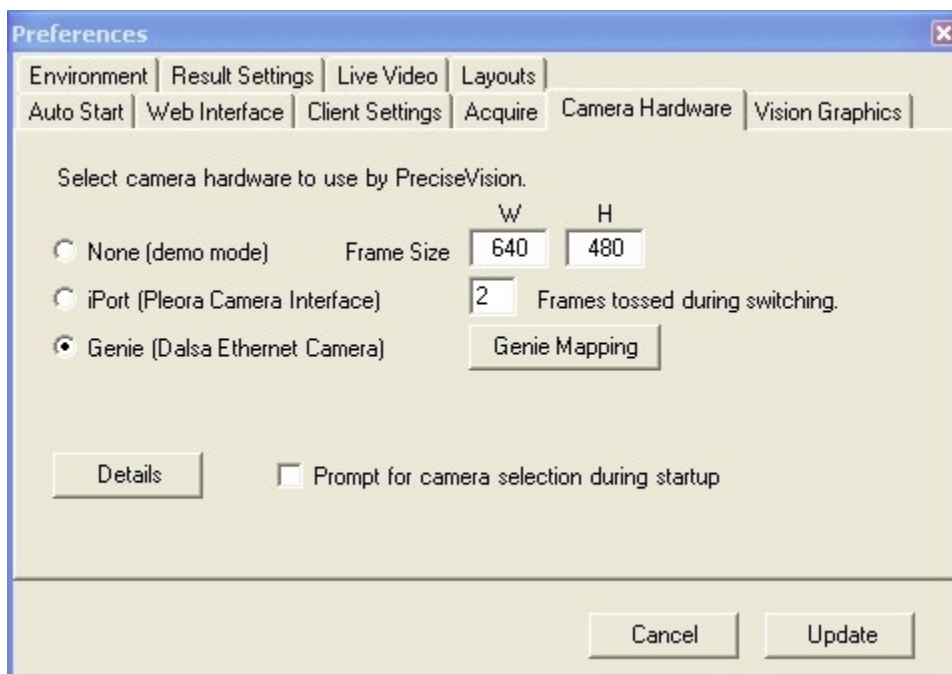 Preferences
Environment Result Settings Live Video Layouts
Auto Start Web Interface Client Settings Acquire Camera Hardware Vision Graphics
Select camera hardware to use by PreciseVision.
W H
None (demo mode) Frame Size 640 480
iPort (Pleora Camera Interface) 2 Frames tossed during switching.
Genie (Dalsa Ethernet Camera) Genie Mapping
Details Prompt for camera selection during startup
Cancel Update